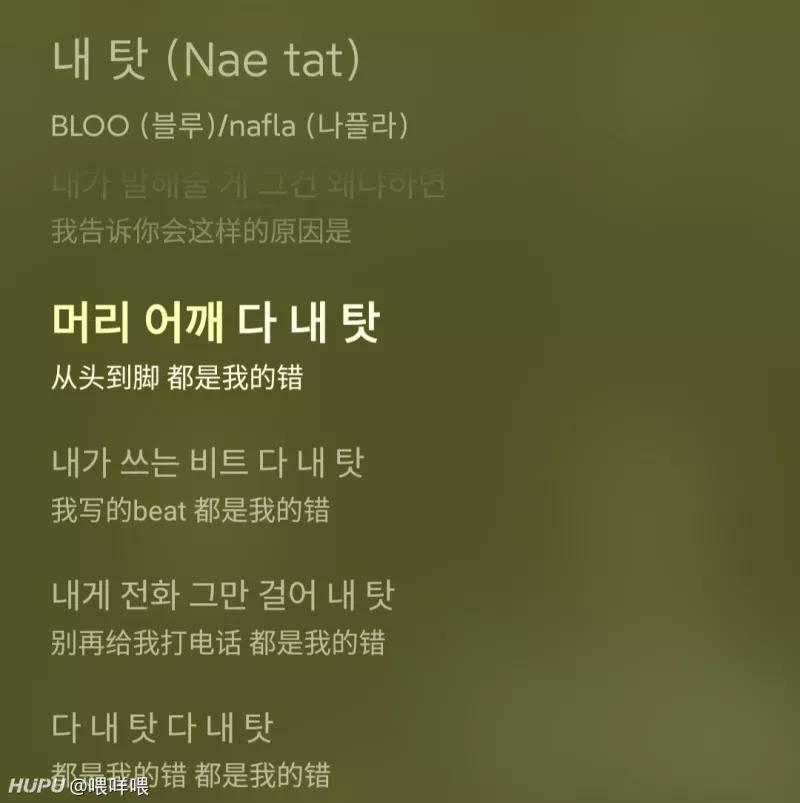 내 탓 (Nae tat)
BLOO (블루)/nafla (나플라)
내가 말해줄 게 그건 왜냐하면
我告诉你会这样的原因是
머리 어깨 다 내 탓
从头到脚 都是我的错
내가 쓰는 비트 다 내 탓
我写的beat 都是我的错
내게 전화 그만 걸어 내 탓
别再给我打电话 都是我的错
다 내 탓 다 내 탓
都是我的错 都是我的错
HUPU @喂咩喂